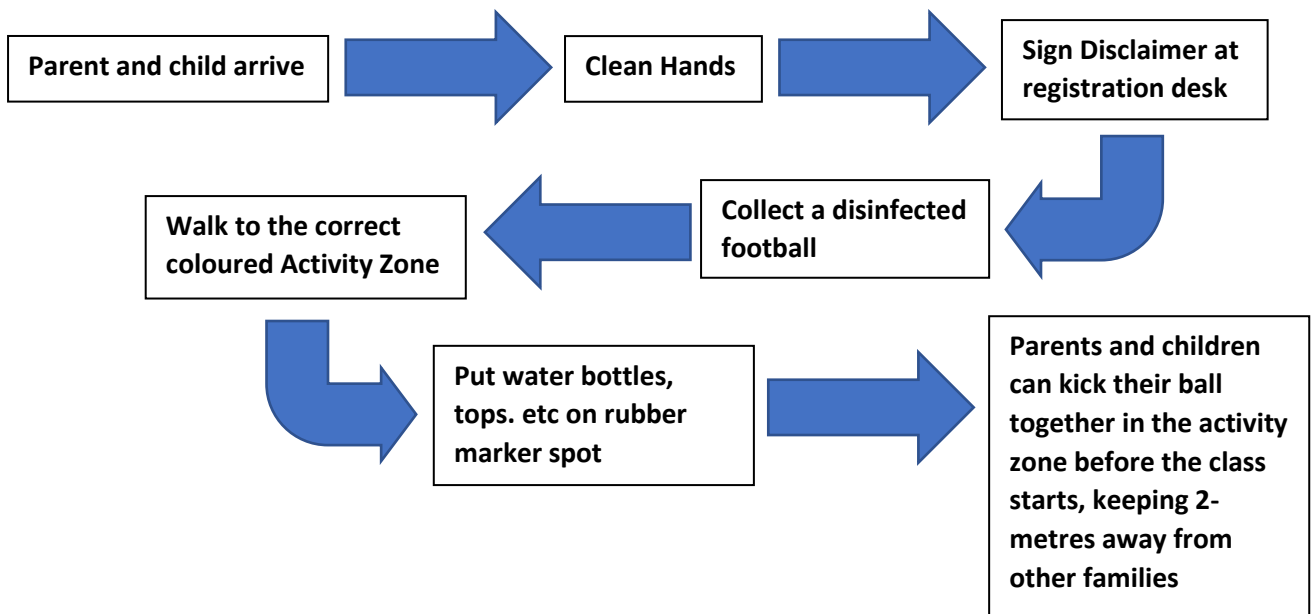 Parent and child arrive
Clean Hands
Sign Disclaimer at
registration desk
Collect a disinfected
football
Walk to the correct
coloured Activity Zone
Put water bottles,
tops. etc on rubber
marker spot
Parents and children
can kick their ball
together in the activity
zone before the class
starts, keeping 2-
metres away from
other families